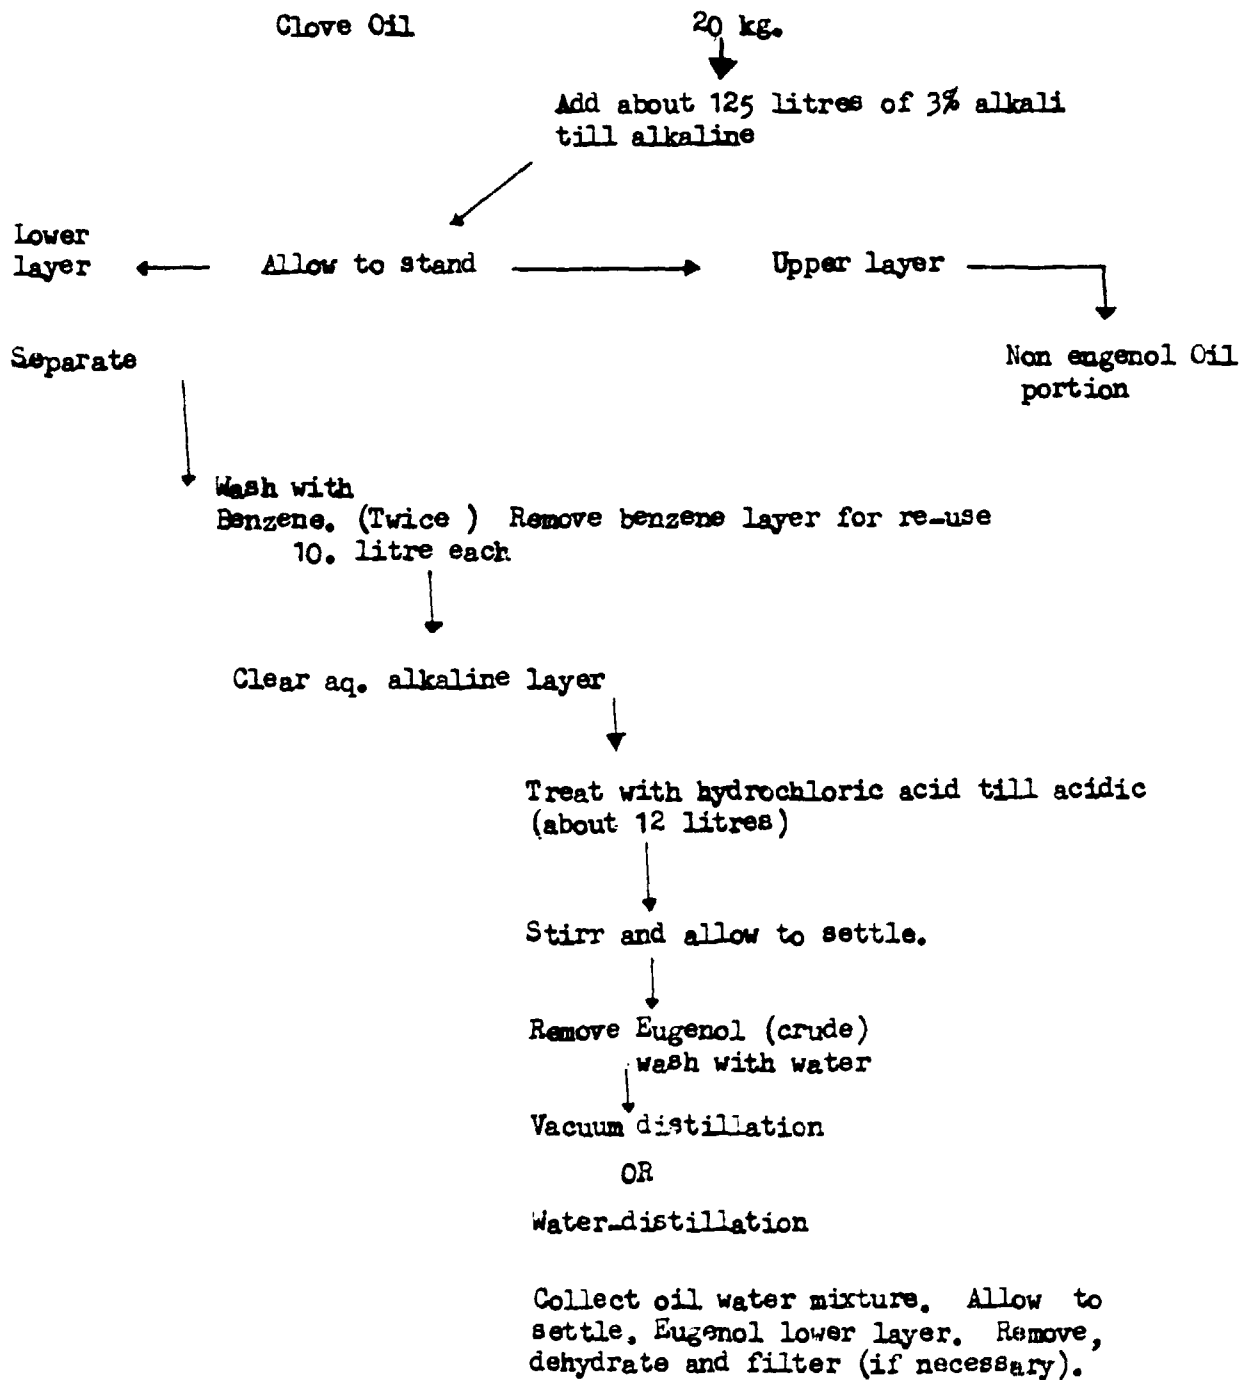 Clove Oil 20 kg.
Add about 125 litres of 3% alkali
till alkaline
Lower
layer
Allow to stand
Upper layer
Separate
Non engenol Oil
portion
Wash with
Benzene. (Twice ) Remove benzene layer for re-use
10. litre each
Clear aq. alkaline layer
Treat with hydrochloric acid till acidic
(about 12 litres)
Stirr and allow to settle.
Remove Eugenol (crude)
wash with water
Vacuum distillation
OR
Water-distillation
Collect oil water mixture. Allow to
settle. Eugenol lower layer. Remove,
dehydrate and filter (if necessary).